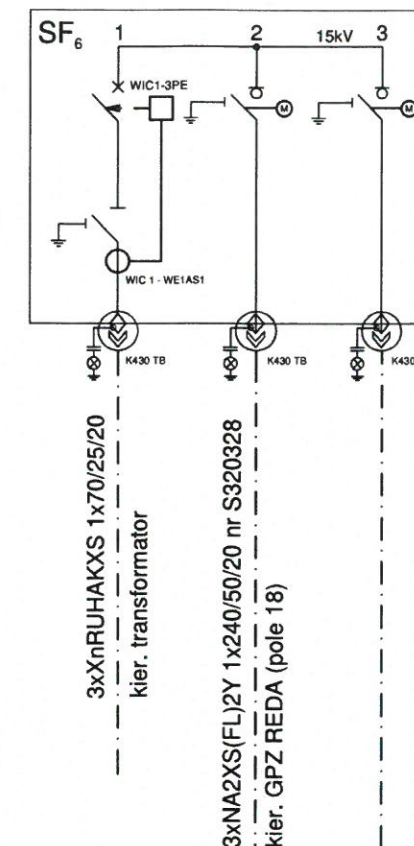 SF6 1 2 15kV 3
WIC1-3PE
M M
WIC 1 - WE1AS1
K430 TB K430 TB K430
3xXnRUHAKXS 1x70/25/20
kier. transformator
3xNA2XS(FL)2Y 1x240/50/20 nr S320328
kier. GPZ REDA (pole 18)